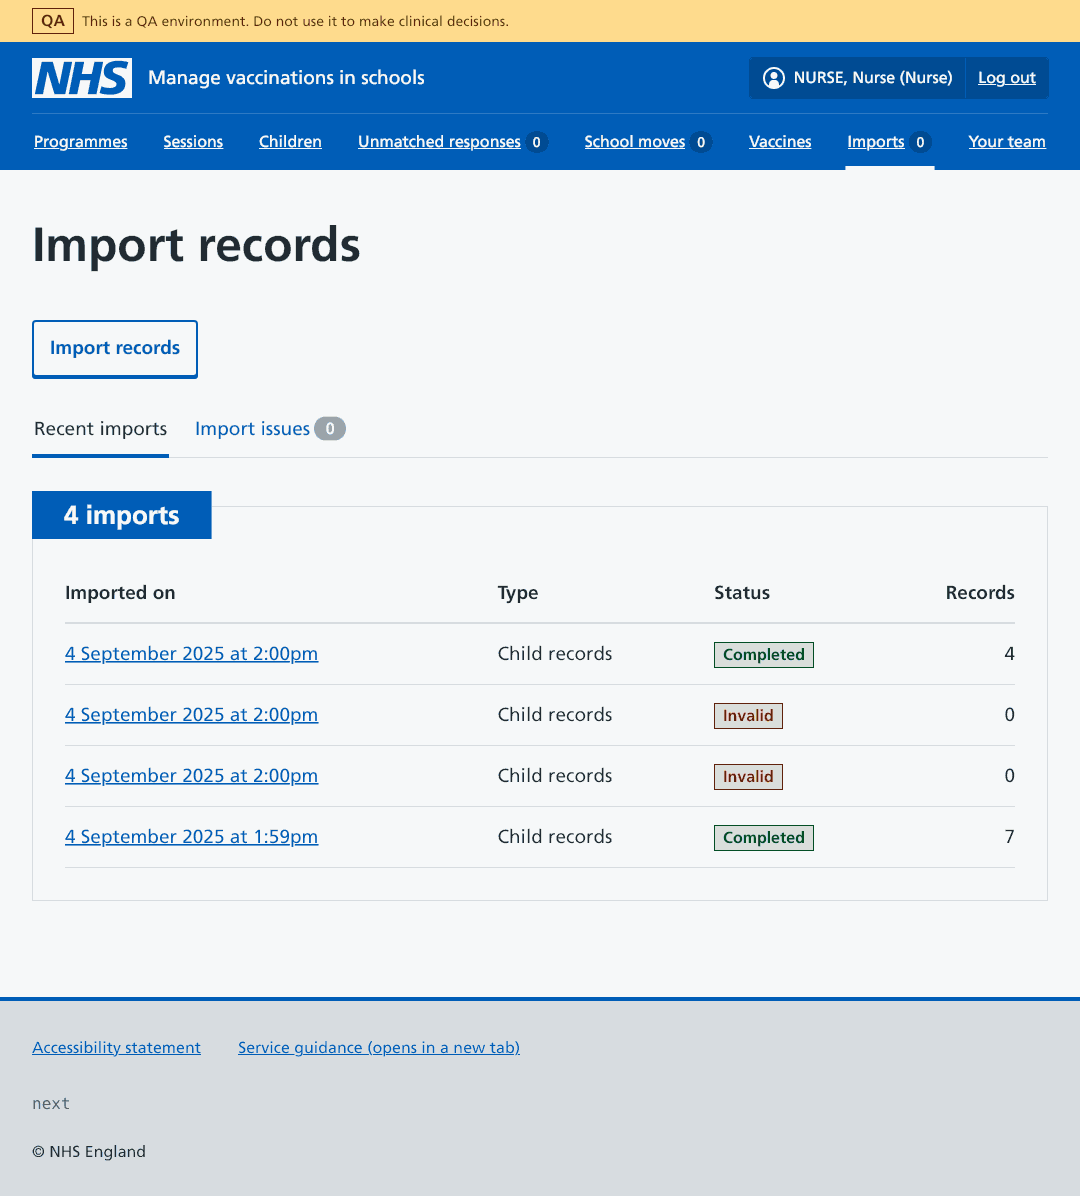 QA This is a QA environment. Do not use it to make clinical decisions.
NHS Manage vaccinations in schools NURSE, Nurse (Nurse) Log out
Programmes Sessions Children Unmatched responses 0 School moves 0 Vaccines Imports 0 Your team
Import records
Import records
Recent imports Import issues 0
4 imports
Imported on Type Status Records
4 September 2025 at 2:00pm Child records Completed 4
4 September 2025 at 2:00pm Child records Invalid 0
4 September 2025 at 2:00pm Child records Invalid 0
4 September 2025 at 1:59pm Child records Completed 7
Accessibility statement Service guidance (opens in a new tab)
next
© NHS England